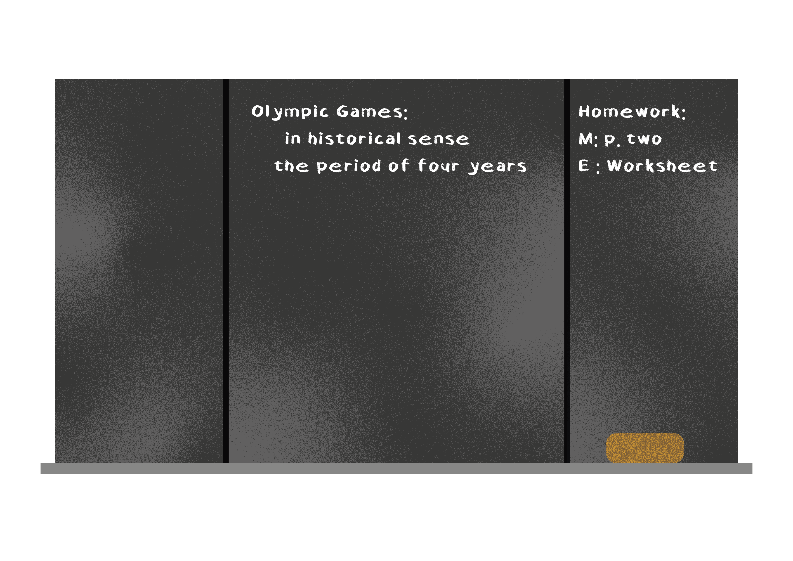 Olympic Games:
in historical sense
the period of four years
Homework:
M: p. two
E : Worksheet